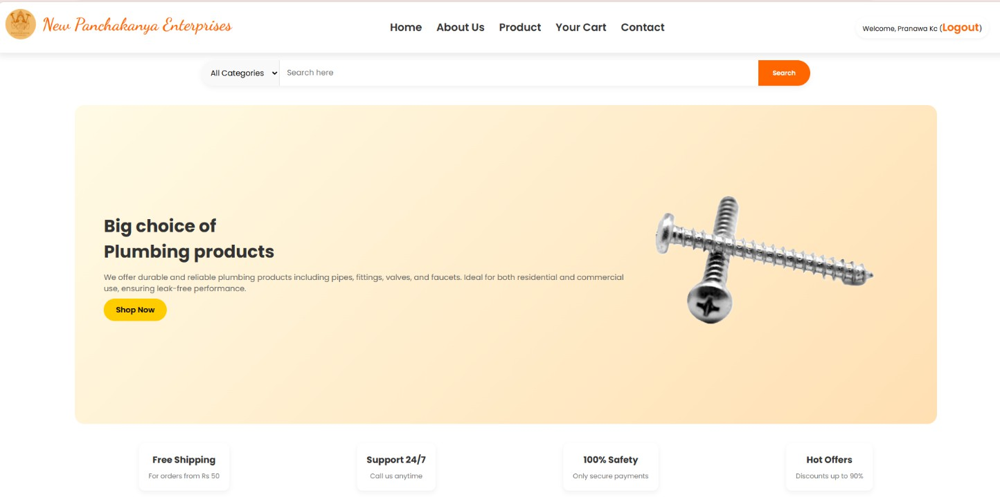 New Panchakanya Enterprises
Home About Us Product Your Cart Contact
Welcome, Pranawa Kc (Logout)
All Categories Search here Search
Big choice of
Plumbing products
We offer durable and reliable plumbing products including pipes, fittings, valves, and faucets. Ideal for both residential and commercial
use, ensuring leak-free performance.
Shop Now
Free Shipping
For orders from Rs 50
Support 24/7
Call us anytime
100% Safety
Only secure payments
Hot Offers
Discounts up to 90%